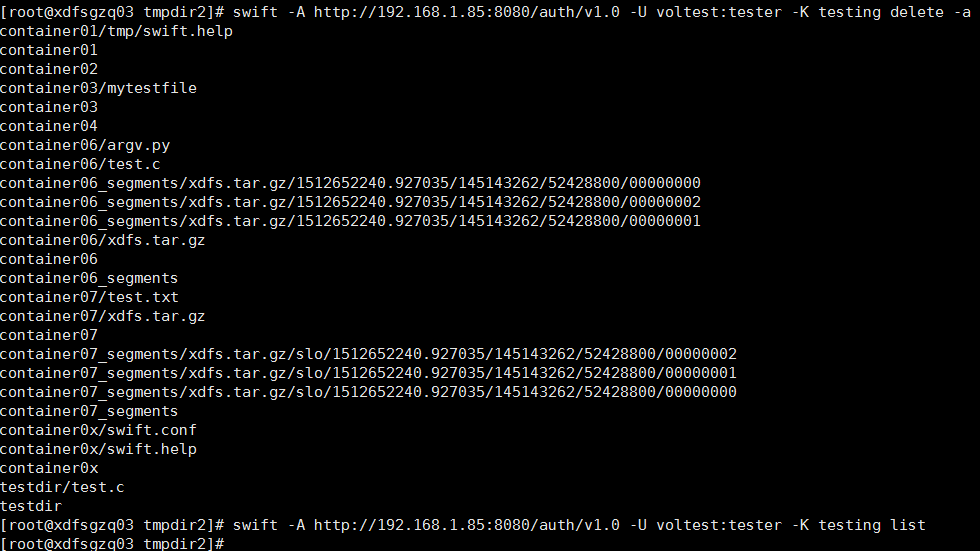 [root@xdfsgzq03 tmpdir2]# swift -A http://192.168.1.85:8080/auth/v1.0 -U voltest:tester -K testing delete -a
container01/tmp/swift.help
container01
container02
container03/mytestfile
container03
container04
container06/argv.py
container06/test.c
container06_segments/xdfs.tar.gz/1512652240.927035/145143262/52428800/00000000
container06_segments/xdfs.tar.gz/1512652240.927035/145143262/52428800/00000002
container06_segments/xdfs.tar.gz/1512652240.927035/145143262/52428800/00000001
container06/xdfs.tar.gz
container06
container06_segments
container07/test.txt
container07/xdfs.tar.gz
container07
container07_segments/xdfs.tar.gz/slo/1512652240.927035/145143262/52428800/00000002
container07_segments/xdfs.tar.gz/slo/1512652240.927035/145143262/52428800/00000001
container07_segments/xdfs.tar.gz/slo/1512652240.927035/145143262/52428800/00000000
container07_segments
container0x/swift.conf
container0x/swift.help
container0x
testdir/test.c
testdir
[root@xdfsgzq03 tmpdir2]# swift -A http://192.168.1.85:8080/auth/v1.0 -U voltest:tester -K testing list
[root@xdfsgzq03 tmpdir2]#